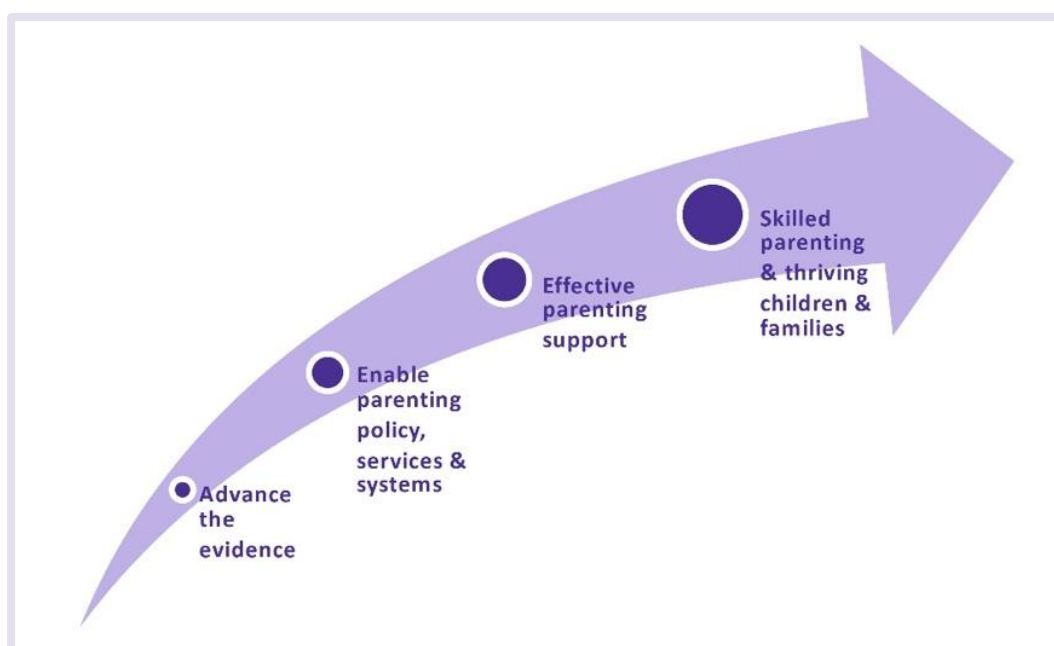 Advance
the
evidence
Enable
parenting
policy,
services &
systems
Effective
parenting
support
Skilled
parenting
& thriving
children &
families